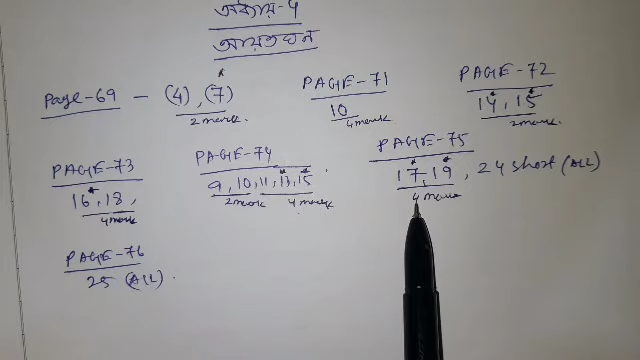 অধ্যায়-4
আয়তঘন
Page-69 - (4), (7)
2 mark.
PAGE-71
10
4 mark
PAGE-72
14, 15
2 mark.
PAGE-73
16, 18,
4 mark
PAGE-74
9, 10, 11, 13, 15
2 mark 4 mark
PAGE-75
17, 19, 24 short (ALL)
4 mark
PAGE-76
25 (ALL).